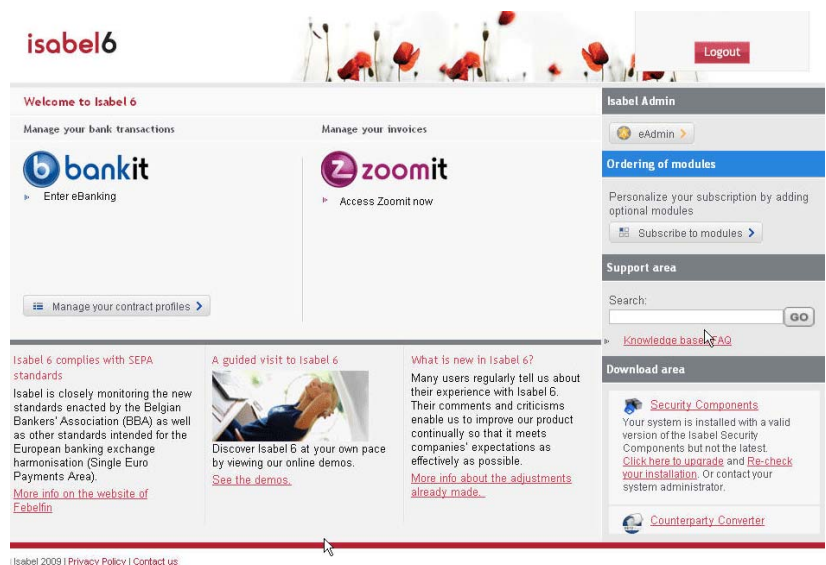 isabel6
Logout
Welcome to Isabel 6
Manage your bank transactions
bankit
Enter eBanking
Manage your contract profiles
Manage your invoices
zoomit
Access Zoomit now
Isabel Admin
eAdmin
Ordering of modules
Personalize your subscription by adding
optional modules
Subscribe to modules
Support area
Search:
GO
Knowledge base FAQ
Download area
Security Components
Your system is installed with a valid
version of the Isabel Security
Components but not the latest.
Click here to upgrade and Re-check
your installation. Or contact your
system administrator.
Counterparty Converter
Isabel 6 complies with SEPA
standards
Isabel is closely monitoring the new
standards enacted by the Belgian
Bankers' Association (BBA) as well
as other standards intended for the
European banking exchange
harmonisation (Single Euro
Payments Area).
More info on the website of
Febelfin
A guided visit to Isabel 6
Discover Isabel 6 at your own pace
by viewing our online demos.
See the demos.
What is new in Isabel 6?
Many users regularly tell us about
their experience with Isabel 6.
Their comments and criticisms
enable us to improve our product
continually so that it meets
companies' expectations as
effectively as possible.
More info about the adjustments
already made.
Isabel 2009 | Privacy Policy | Contact us